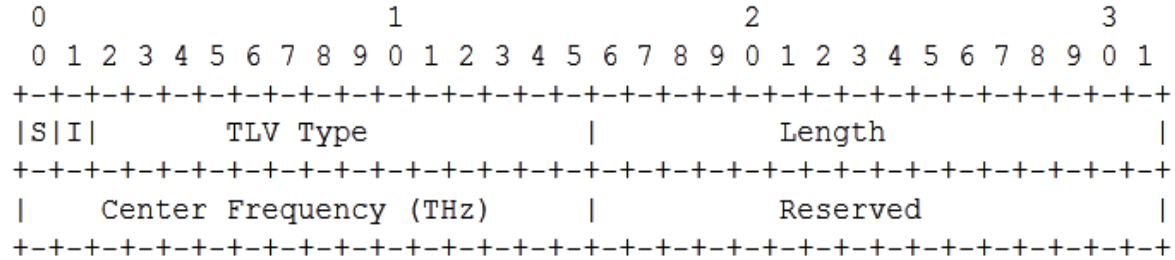 0                   1                   2                   3
 0 1 2 3 4 5 6 7 8 9 0 1 2 3 4 5 6 7 8 9 0 1 2 3 4 5 6 7 8 9 0 1
+-+-+-+-+-+-+-+-+-+-+-+-+-+-+-+-+-+-+-+-+-+-+-+-+-+-+-+-+-+-+-+-+
|S|I|       TLV Type            |          Length               |
+-+-+-+-+-+-+-+-+-+-+-+-+-+-+-+-+-+-+-+-+-+-+-+-+-+-+-+-+-+-+-+-+
|    Center Frequency (THz)     |          Reserved             |
+-+-+-+-+-+-+-+-+-+-+-+-+-+-+-+-+-+-+-+-+-+-+-+-+-+-+-+-+-+-+-+-+